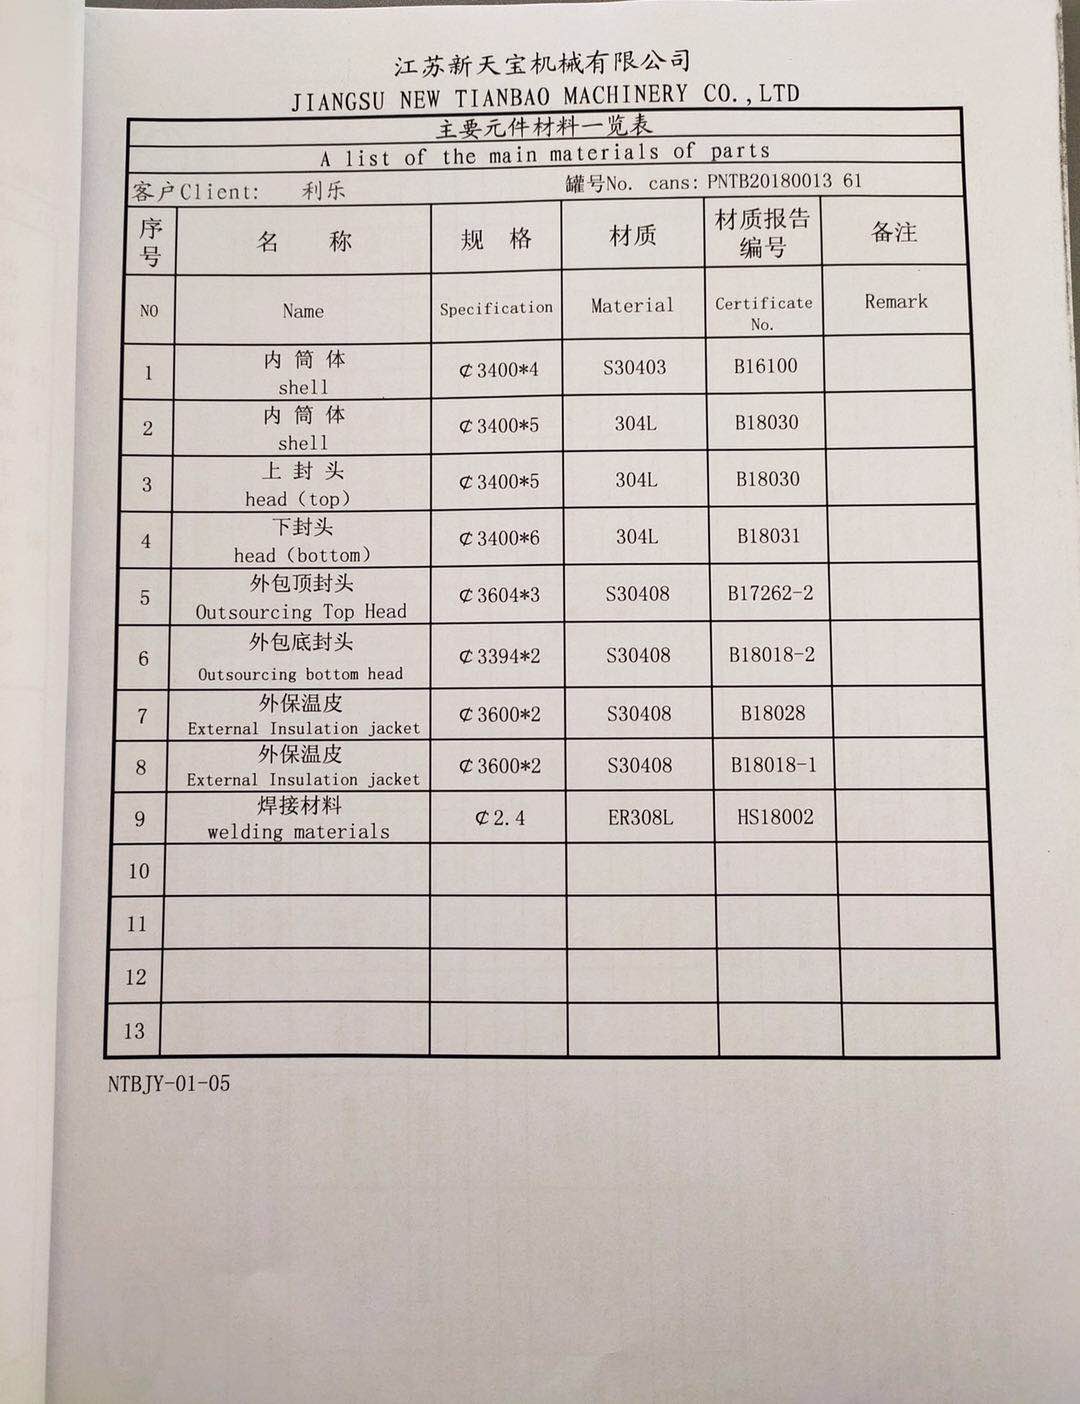 江苏新天宝机械有限公司
JIANGSU NEW TIANBAO MACHINERY CO.,LTD
主要元件材料一览表
A list of the main materials of parts
客户Client: 利乐 罐号No. cans: PNTB20180013 61
序号 名 称 规 格 材质 材质报告编号 备注
NO Name Specification Material Certificate No. Remark
1 内 筒 体 shell ￠3400*4 S30403 B16100
2 内 筒 体 shell ￠3400*5 304L B18030
3 上 封 头 head（top） ￠3400*5 304L B18030
4 下封头 head（bottom） ￠3400*6 304L B18031
5 外包顶封头 Outsourcing Top Head ￠3604*3 S30408 B17262-2
6 外包底封头 Outsourcing bottom head ￠3394*2 S30408 B18018-2
7 外保温皮 External Insulation jacket ￠3600*2 S30408 B18028
8 外保温皮 External Insulation jacket ￠3600*2 S30408 B18018-1
9 焊接材料 welding materials ￠2.4 ER308L HS18002
10
11
12
13
NTBJY-01-05